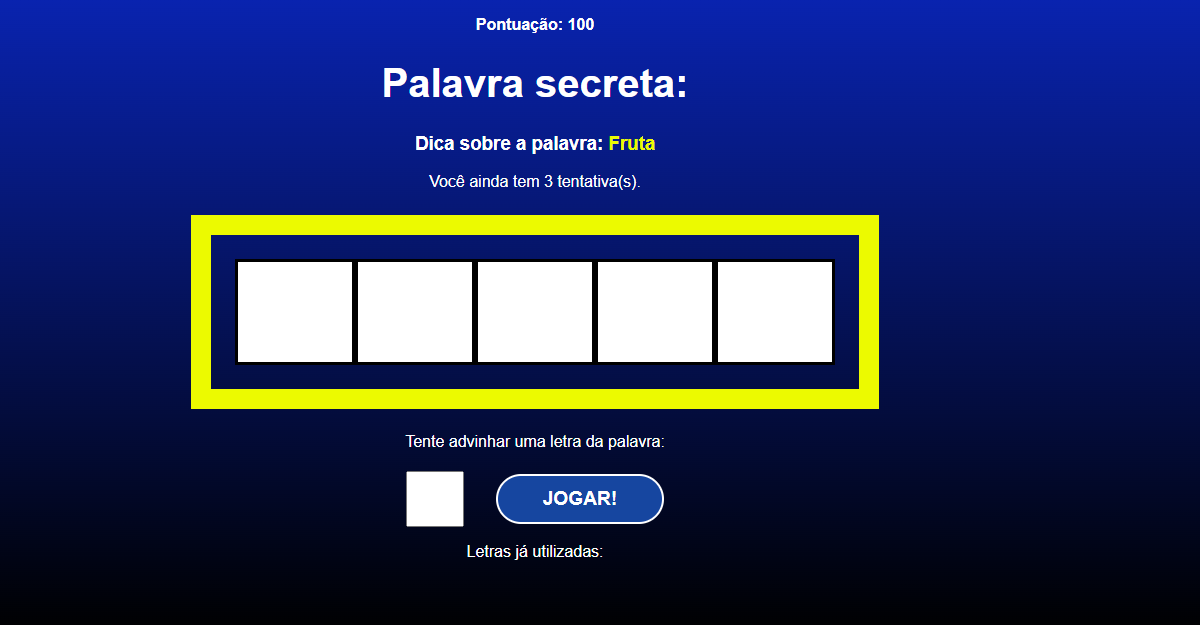 Pontuação: 100
Palavra secreta:
Dica sobre a palavra: Fruta
Você ainda tem 3 tentativa(s).
Tente advinhar uma letra da palavra:
JOGAR!
Letras já utilizadas: